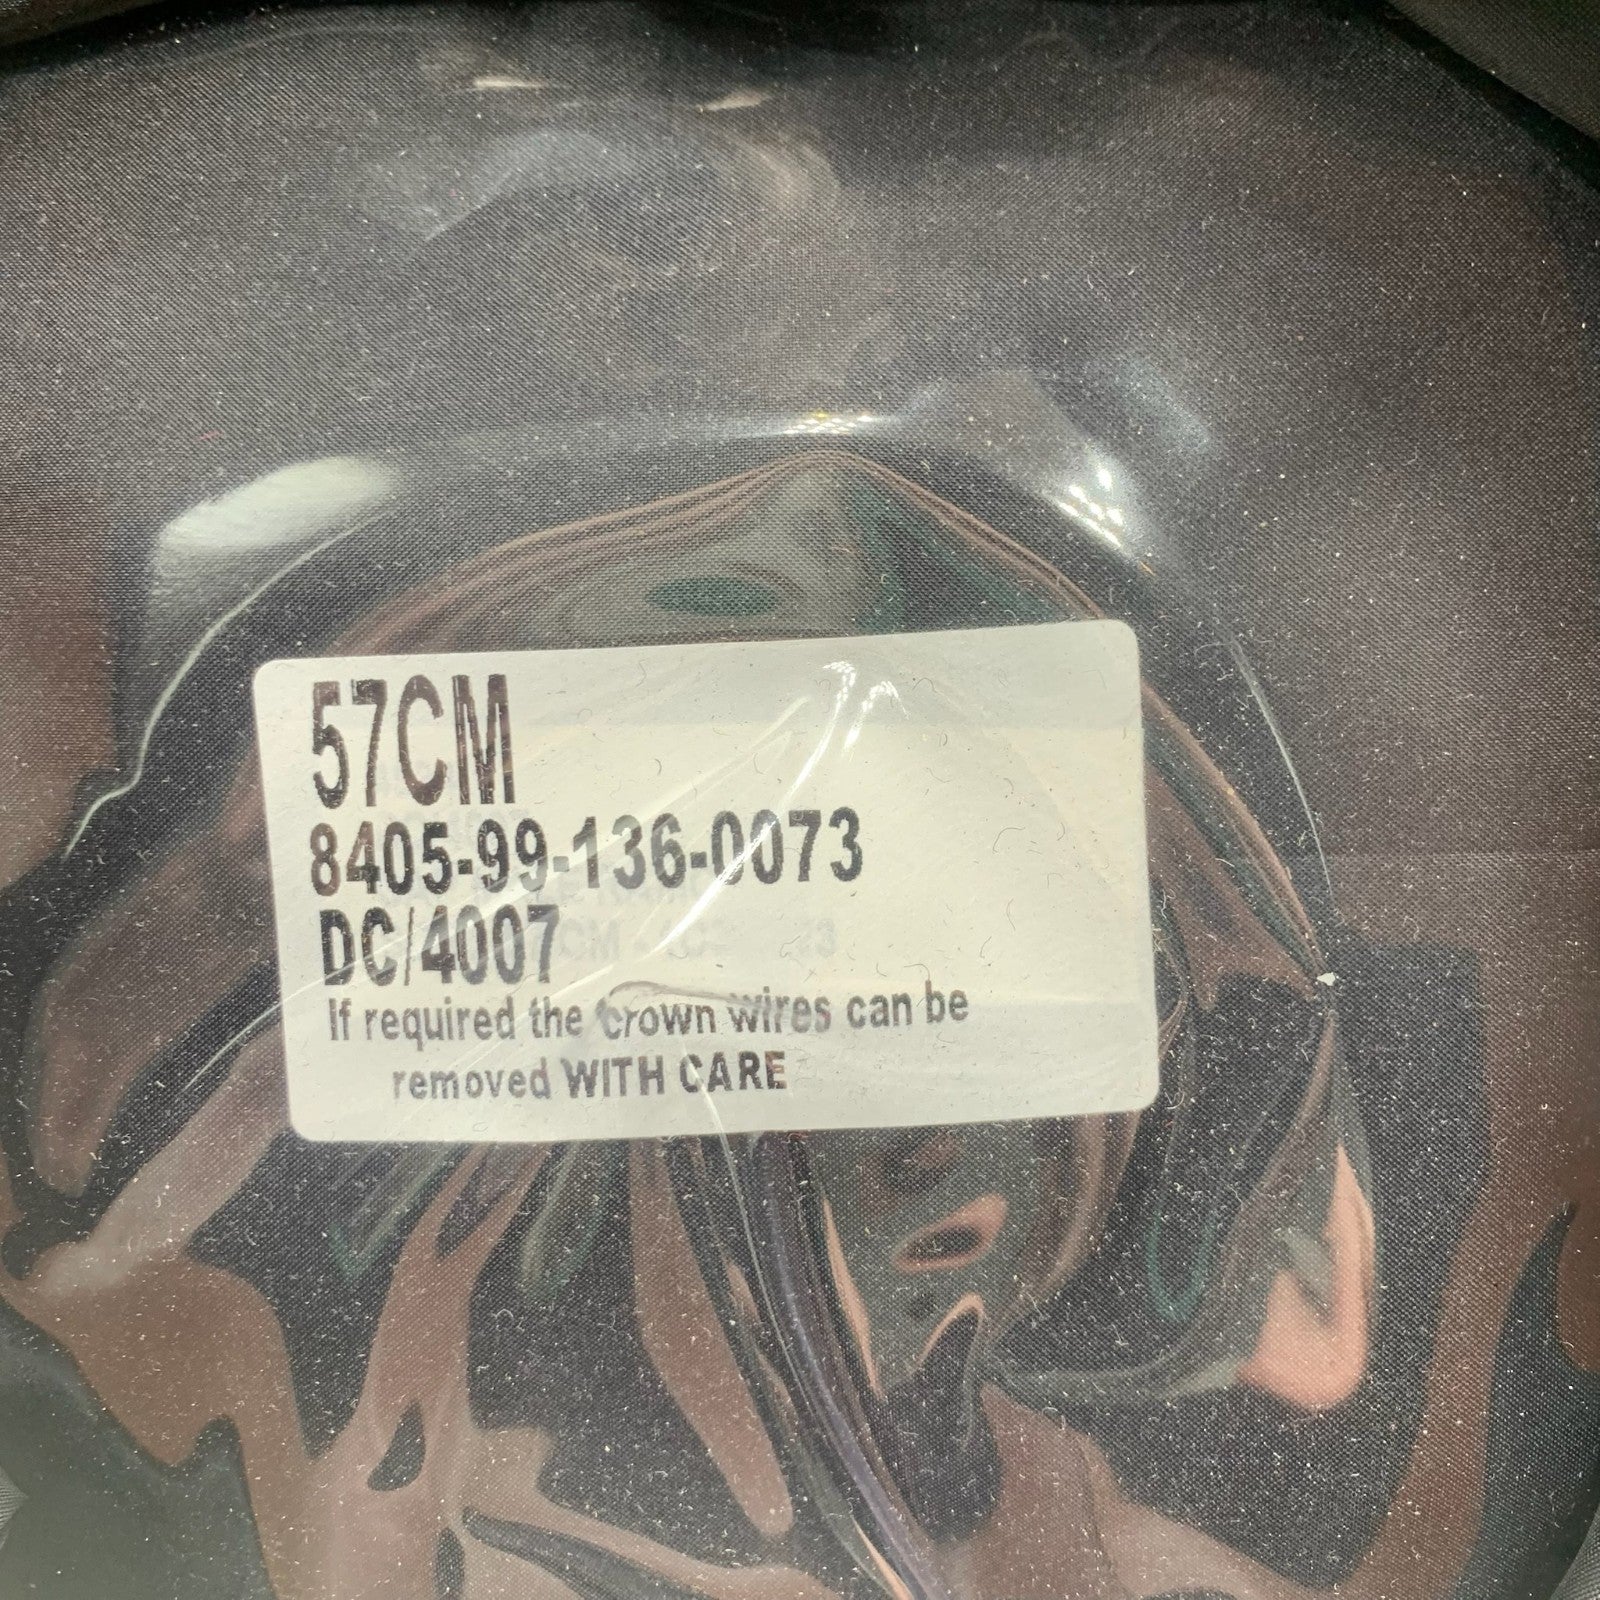 57CM
8405-99-136-0073
DC/4007
If required the crown wires can be
removed WITH CARE